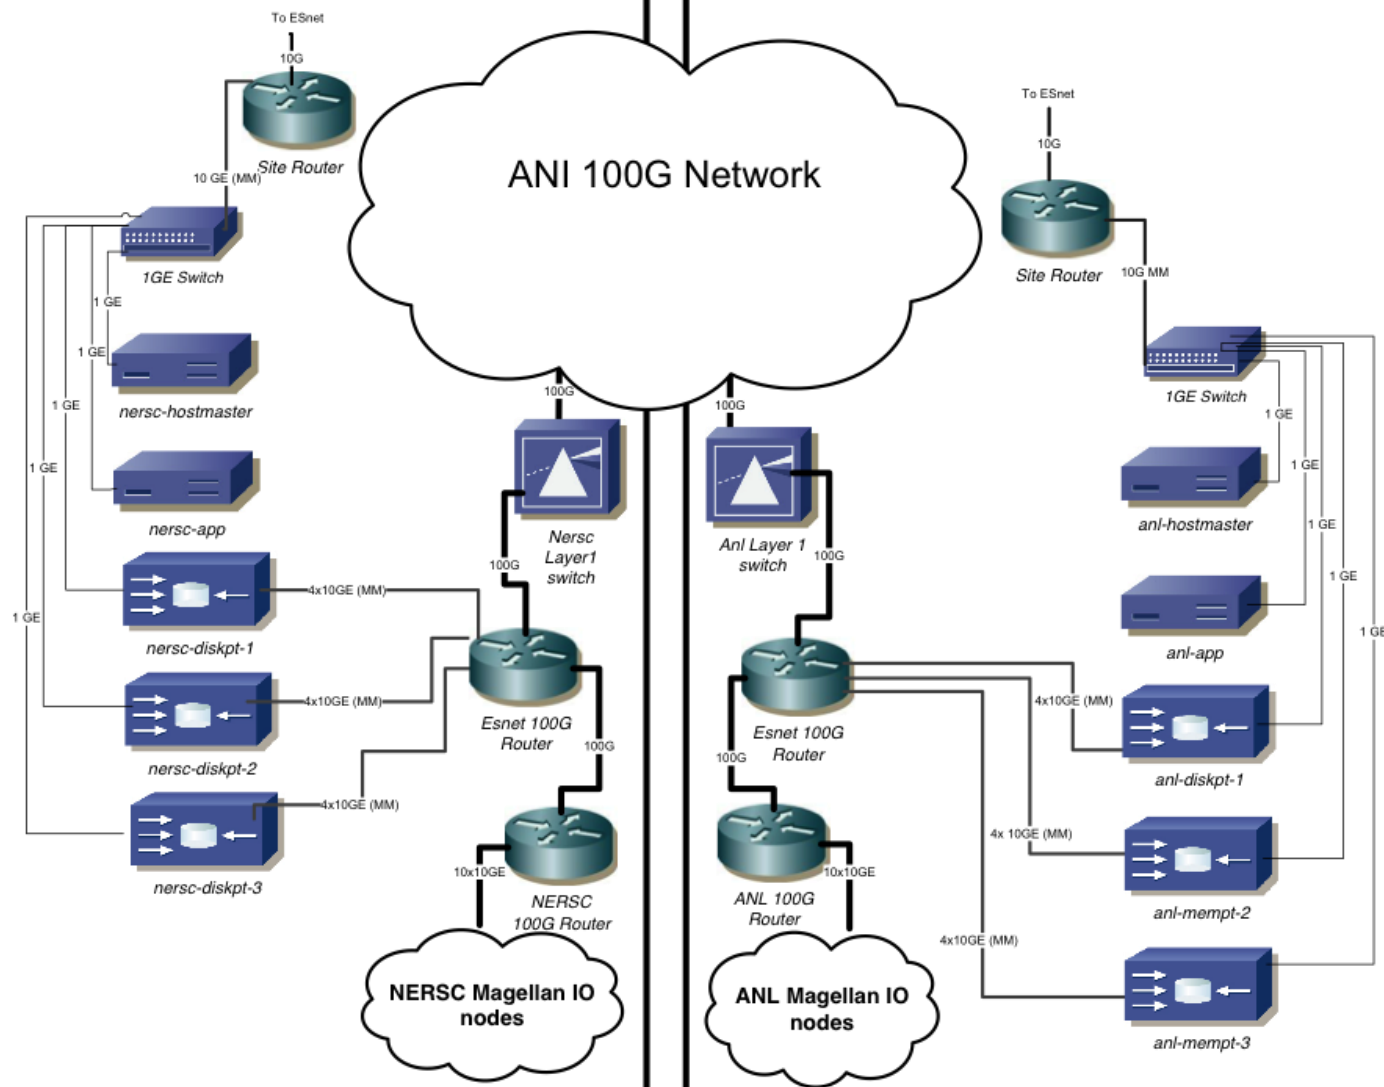 To ESnet
10G
Site Router
10 GE (MM)
1GE Switch
1 GE
nersc-hostmaster
1 GE
nersc-app
1 GE
nersc-diskpt-1
1 GE
nersc-diskpt-2
1 GE
nersc-diskpt-3
4x10GE (MM)
4x10GE (MM)
4x10GE (MM)
ANI 100G Network
100G
Nersc
Layer1
switch
100G
Esnet 100G
Router
100G
NERSC
100G Router
10x10GE
NERSC Magellan IO
nodes
100G
Anl Layer 1
switch
100G
Esnet 100G
Router
100G
ANL 100G
Router
10x10GE
ANL Magellan IO
nodes
To ESnet
10G
Site Router
10G MM
1GE Switch
1 GE
anl-hostmaster
1 GE
anl-app
1 GE
4x10GE (MM)
anl-diskpt-1
1 GE
4x 10GE (MM)
anl-mempt-2
1 GE
4x10GE (MM)
anl-mempt-3